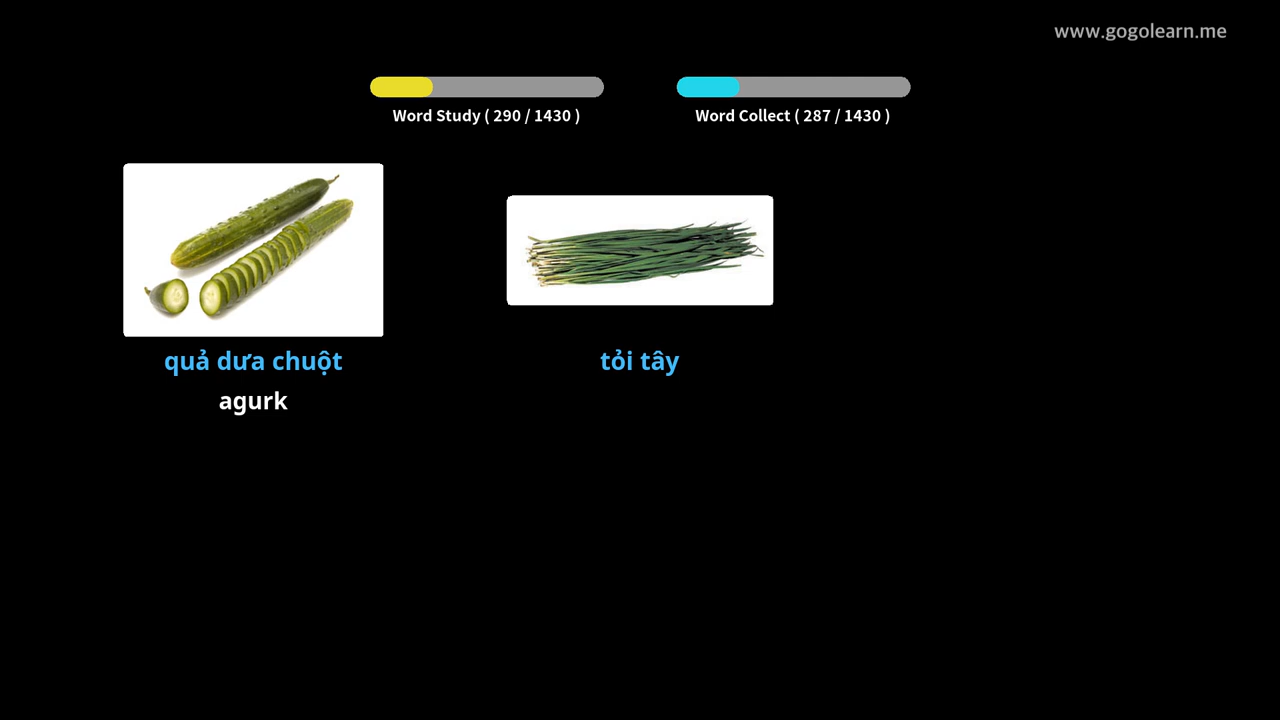 www.gogolearn.me
Word Study ( 290 / 1430 )
Word Collect ( 287 / 1430 )
quả dưa chuột
agurk
tỏi tây